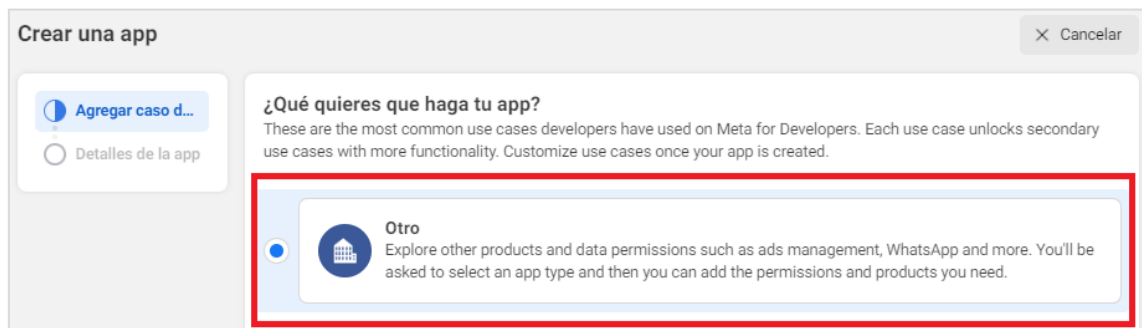 Crear una app
Cancelar
Agregar caso d...
Detalles de la app
¿Qué quieres que haga tu app?
These are the most common use cases developers have used on Meta for Developers. Each use case unlocks secondary
use cases with more functionality. Customize use cases once your app is created.
Otro
Explore other products and data permissions such as ads management, WhatsApp and more. You'll be
asked to select an app type and then you can add the permissions and products you need.